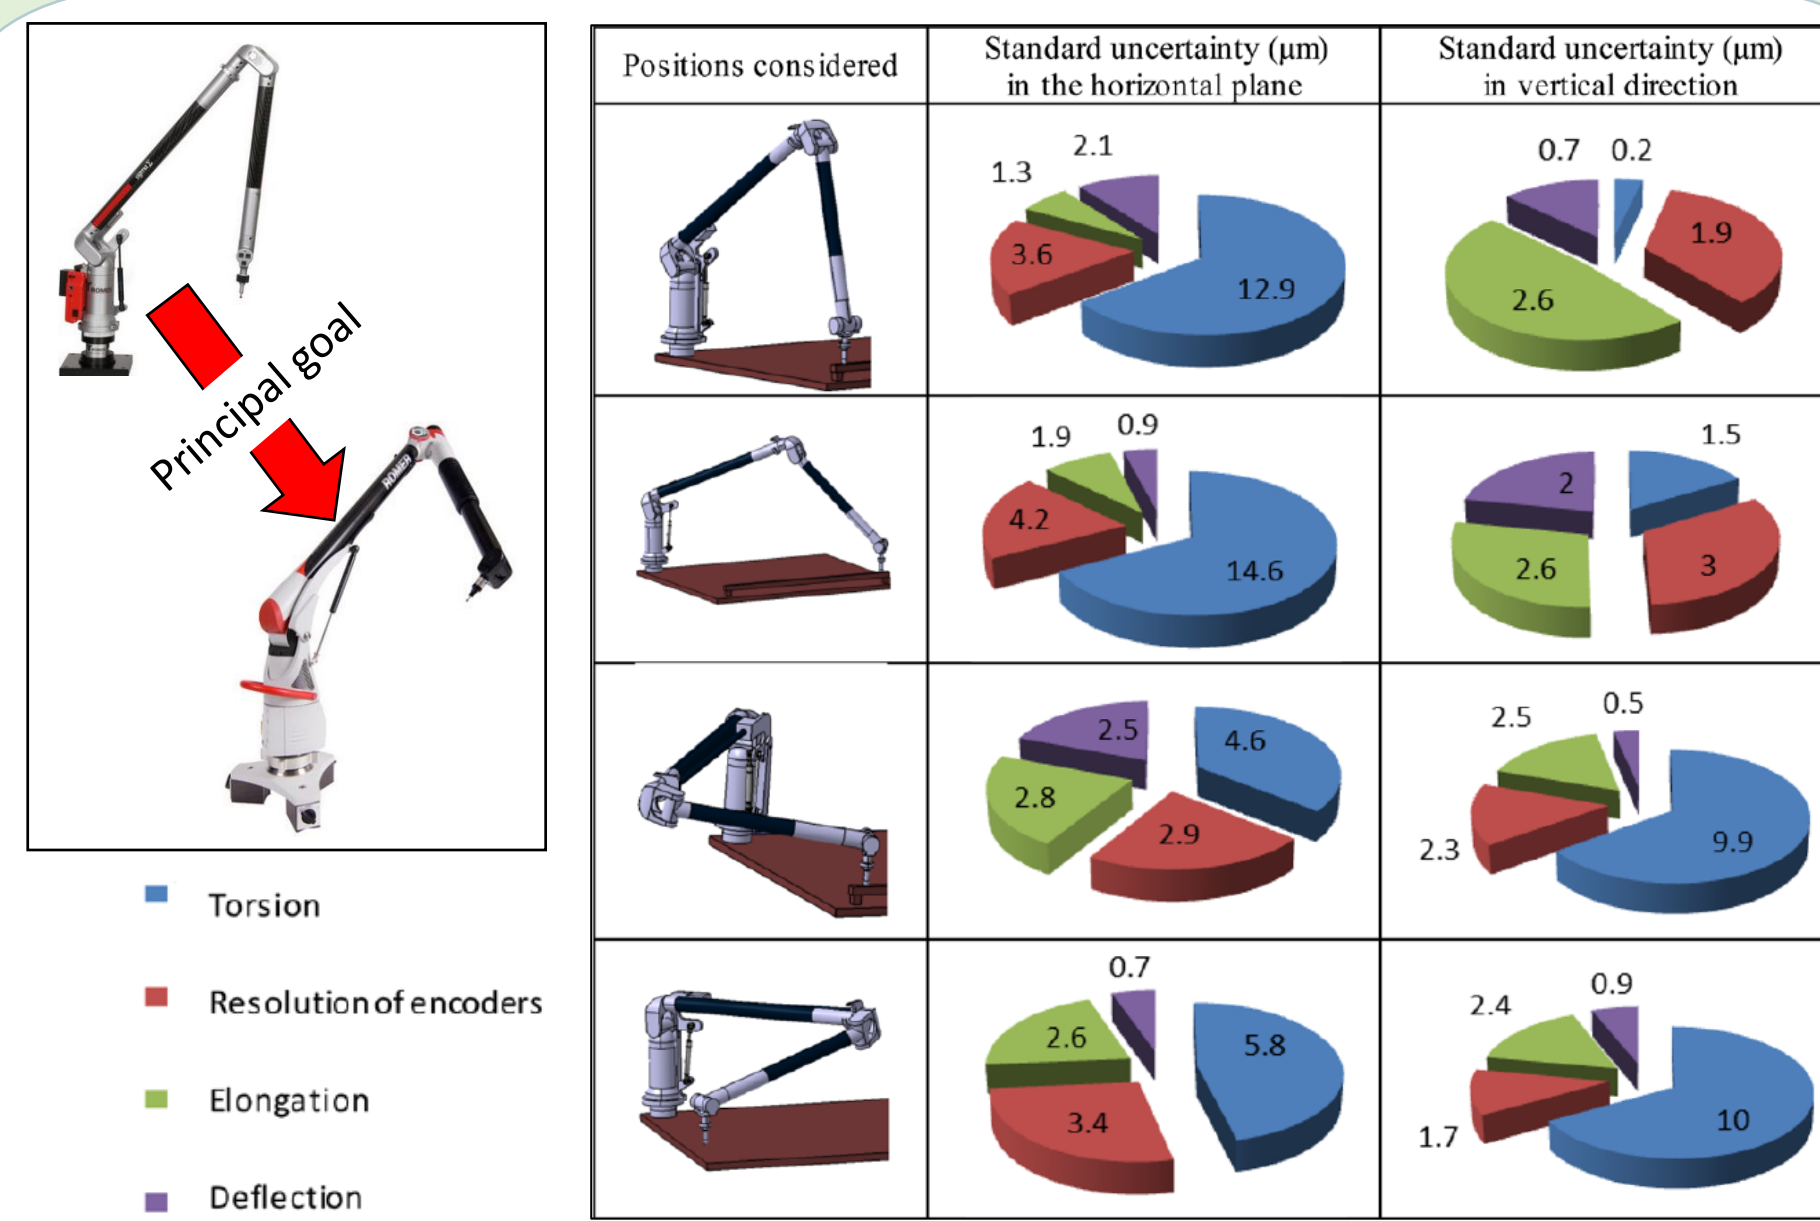 Principal goal
ROMER
ROMER
Torsion
Resolution of encoders
Elongation
Deflection
Positions considered
Standard uncertainty (μm)
in the horizontal plane
Standard uncertainty (μm)
in vertical direction
1.3
2.1
3.6
12.9
0.7
0.2
1.9
2.6
1.9
0.9
4.2
14.6
1.5
2
2.6
3
2.5
4.6
2.8
2.9
2.5
0.5
2.3
9.9
0.7
2.6
5.8
3.4
2.4
0.9
1.7
10